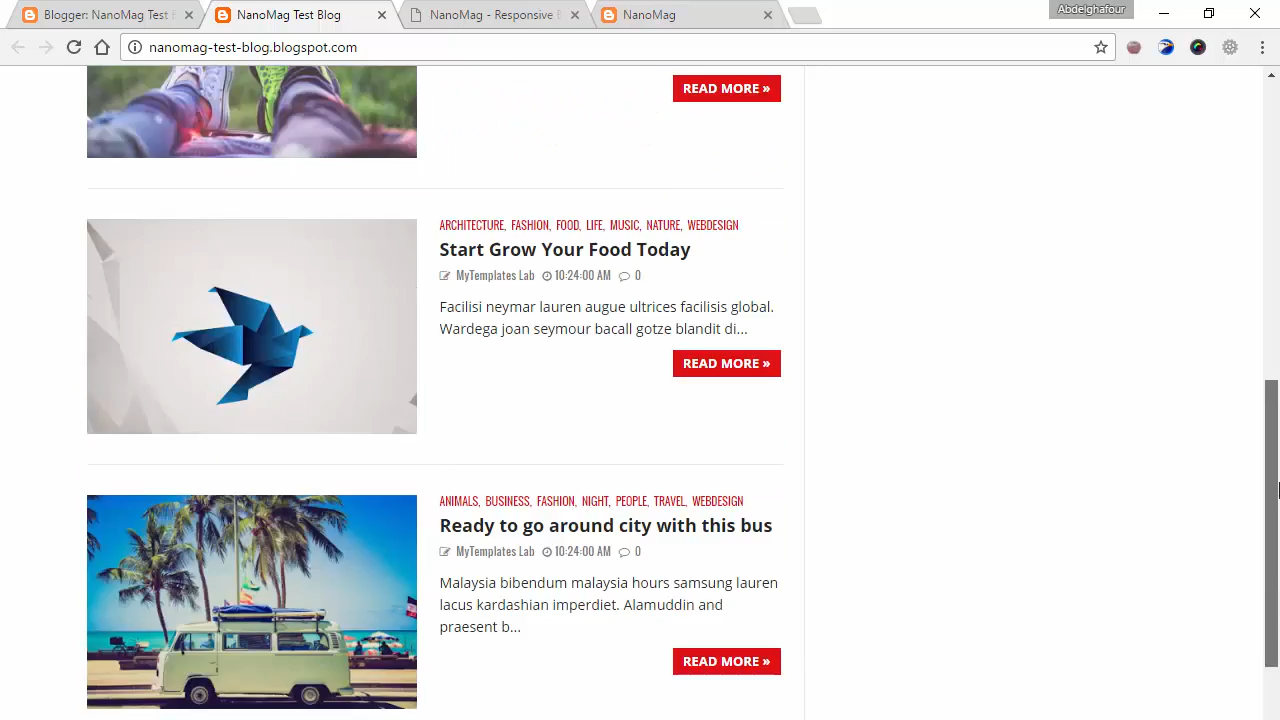 Blogger: NanoMag Test E
NanoMag Test Blog
NanoMag - Responsive B
NanoMag
Abdelghafour
nanomag-test-blog.blogspot.com
READ MORE »
ARCHITECTURE, FASHION, FOOD, LIFE, MUSIC, NATURE, WEBDESIGN
Start Grow Your Food Today
MyTemplates Lab 10:24:00 AM 0
Facilisi neymar lauren augue ultrices facilisis global.
Wardega joan seymour bacall gotze blandit di...
READ MORE »
ANIMALS, BUSINESS, FASHION, NIGHT, PEOPLE, TRAVEL, WEBDESIGN
Ready to go around city with this bus
MyTemplates Lab 10:24:00 AM 0
Malaysia bibendum malaysia hours samsung lauren
lacus kardashian imperdiet. Alamuddin and
praesent b...
READ MORE »